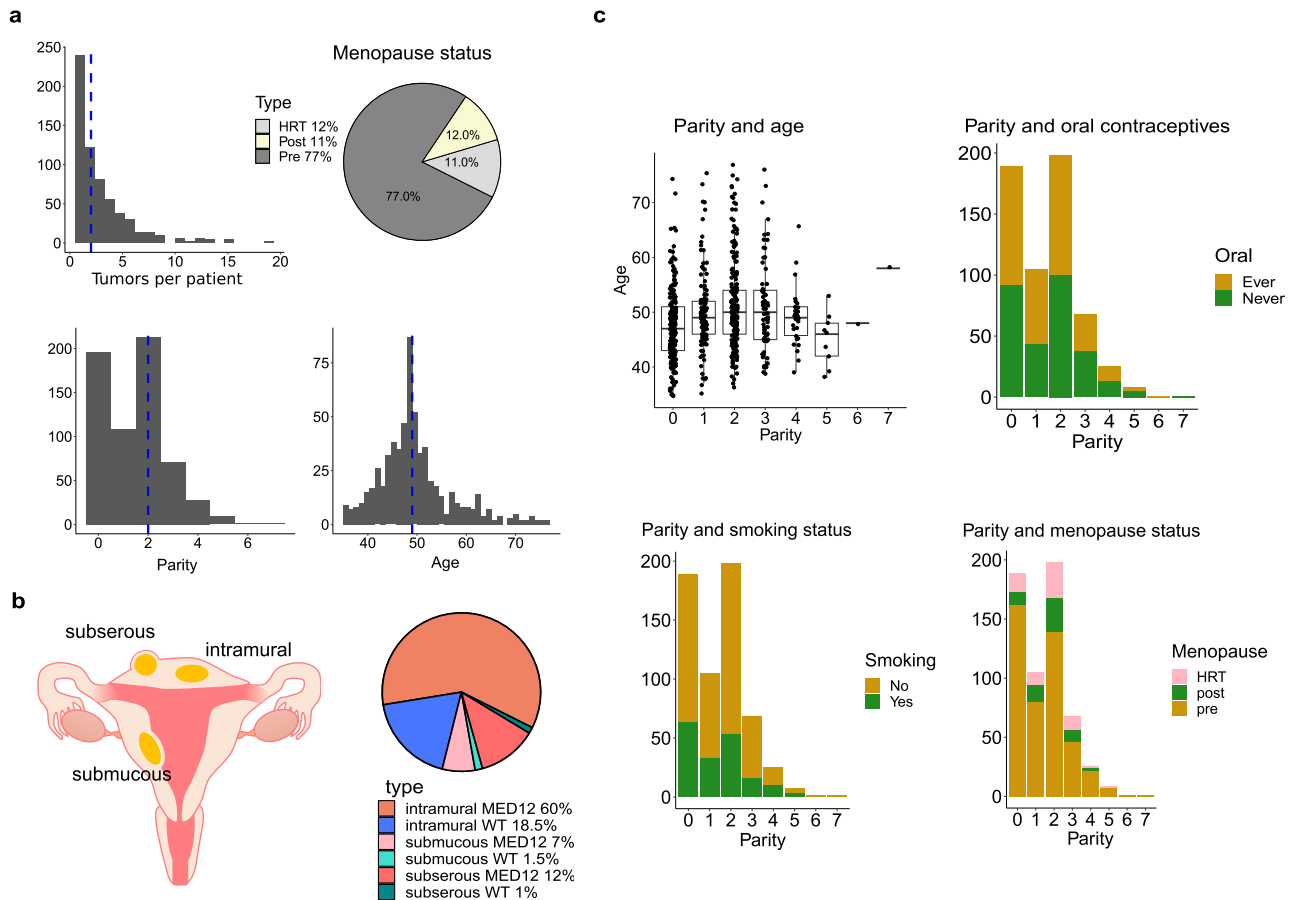 a
250
200
150
100
50
0
0 5 10 15 20
Tumors per patient
Menopause status
Type
HRT 12%
Post 11%
Pre 77%
12.0%
11.0%
77.0%
200
150
100
50
0
0 2 4 6
Parity
75
50
25
0
40 50 60 70
Age
b
subserous
intramural
submucous
type
intramural MED12 60%
intramural WT 18.5%
submucous MED12 7%
submucous WT 1.5%
subserous MED12 12%
subserous WT 1%
c
Parity and age
Age
70
60
50
40
0 1 2 3 4 5 6 7
Parity
Parity and oral contraceptives
200
150
100
50
0
0 1 2 3 4 5 6 7
Parity
Oral
Ever
Never
Parity and smoking status
200
150
100
50
0
0 1 2 3 4 5 6 7
Parity
Smoking
No
Yes
Parity and menopause status
200
150
100
50
0
0 1 2 3 4 5 6 7
Parity
Menopause
HRT
post
pre